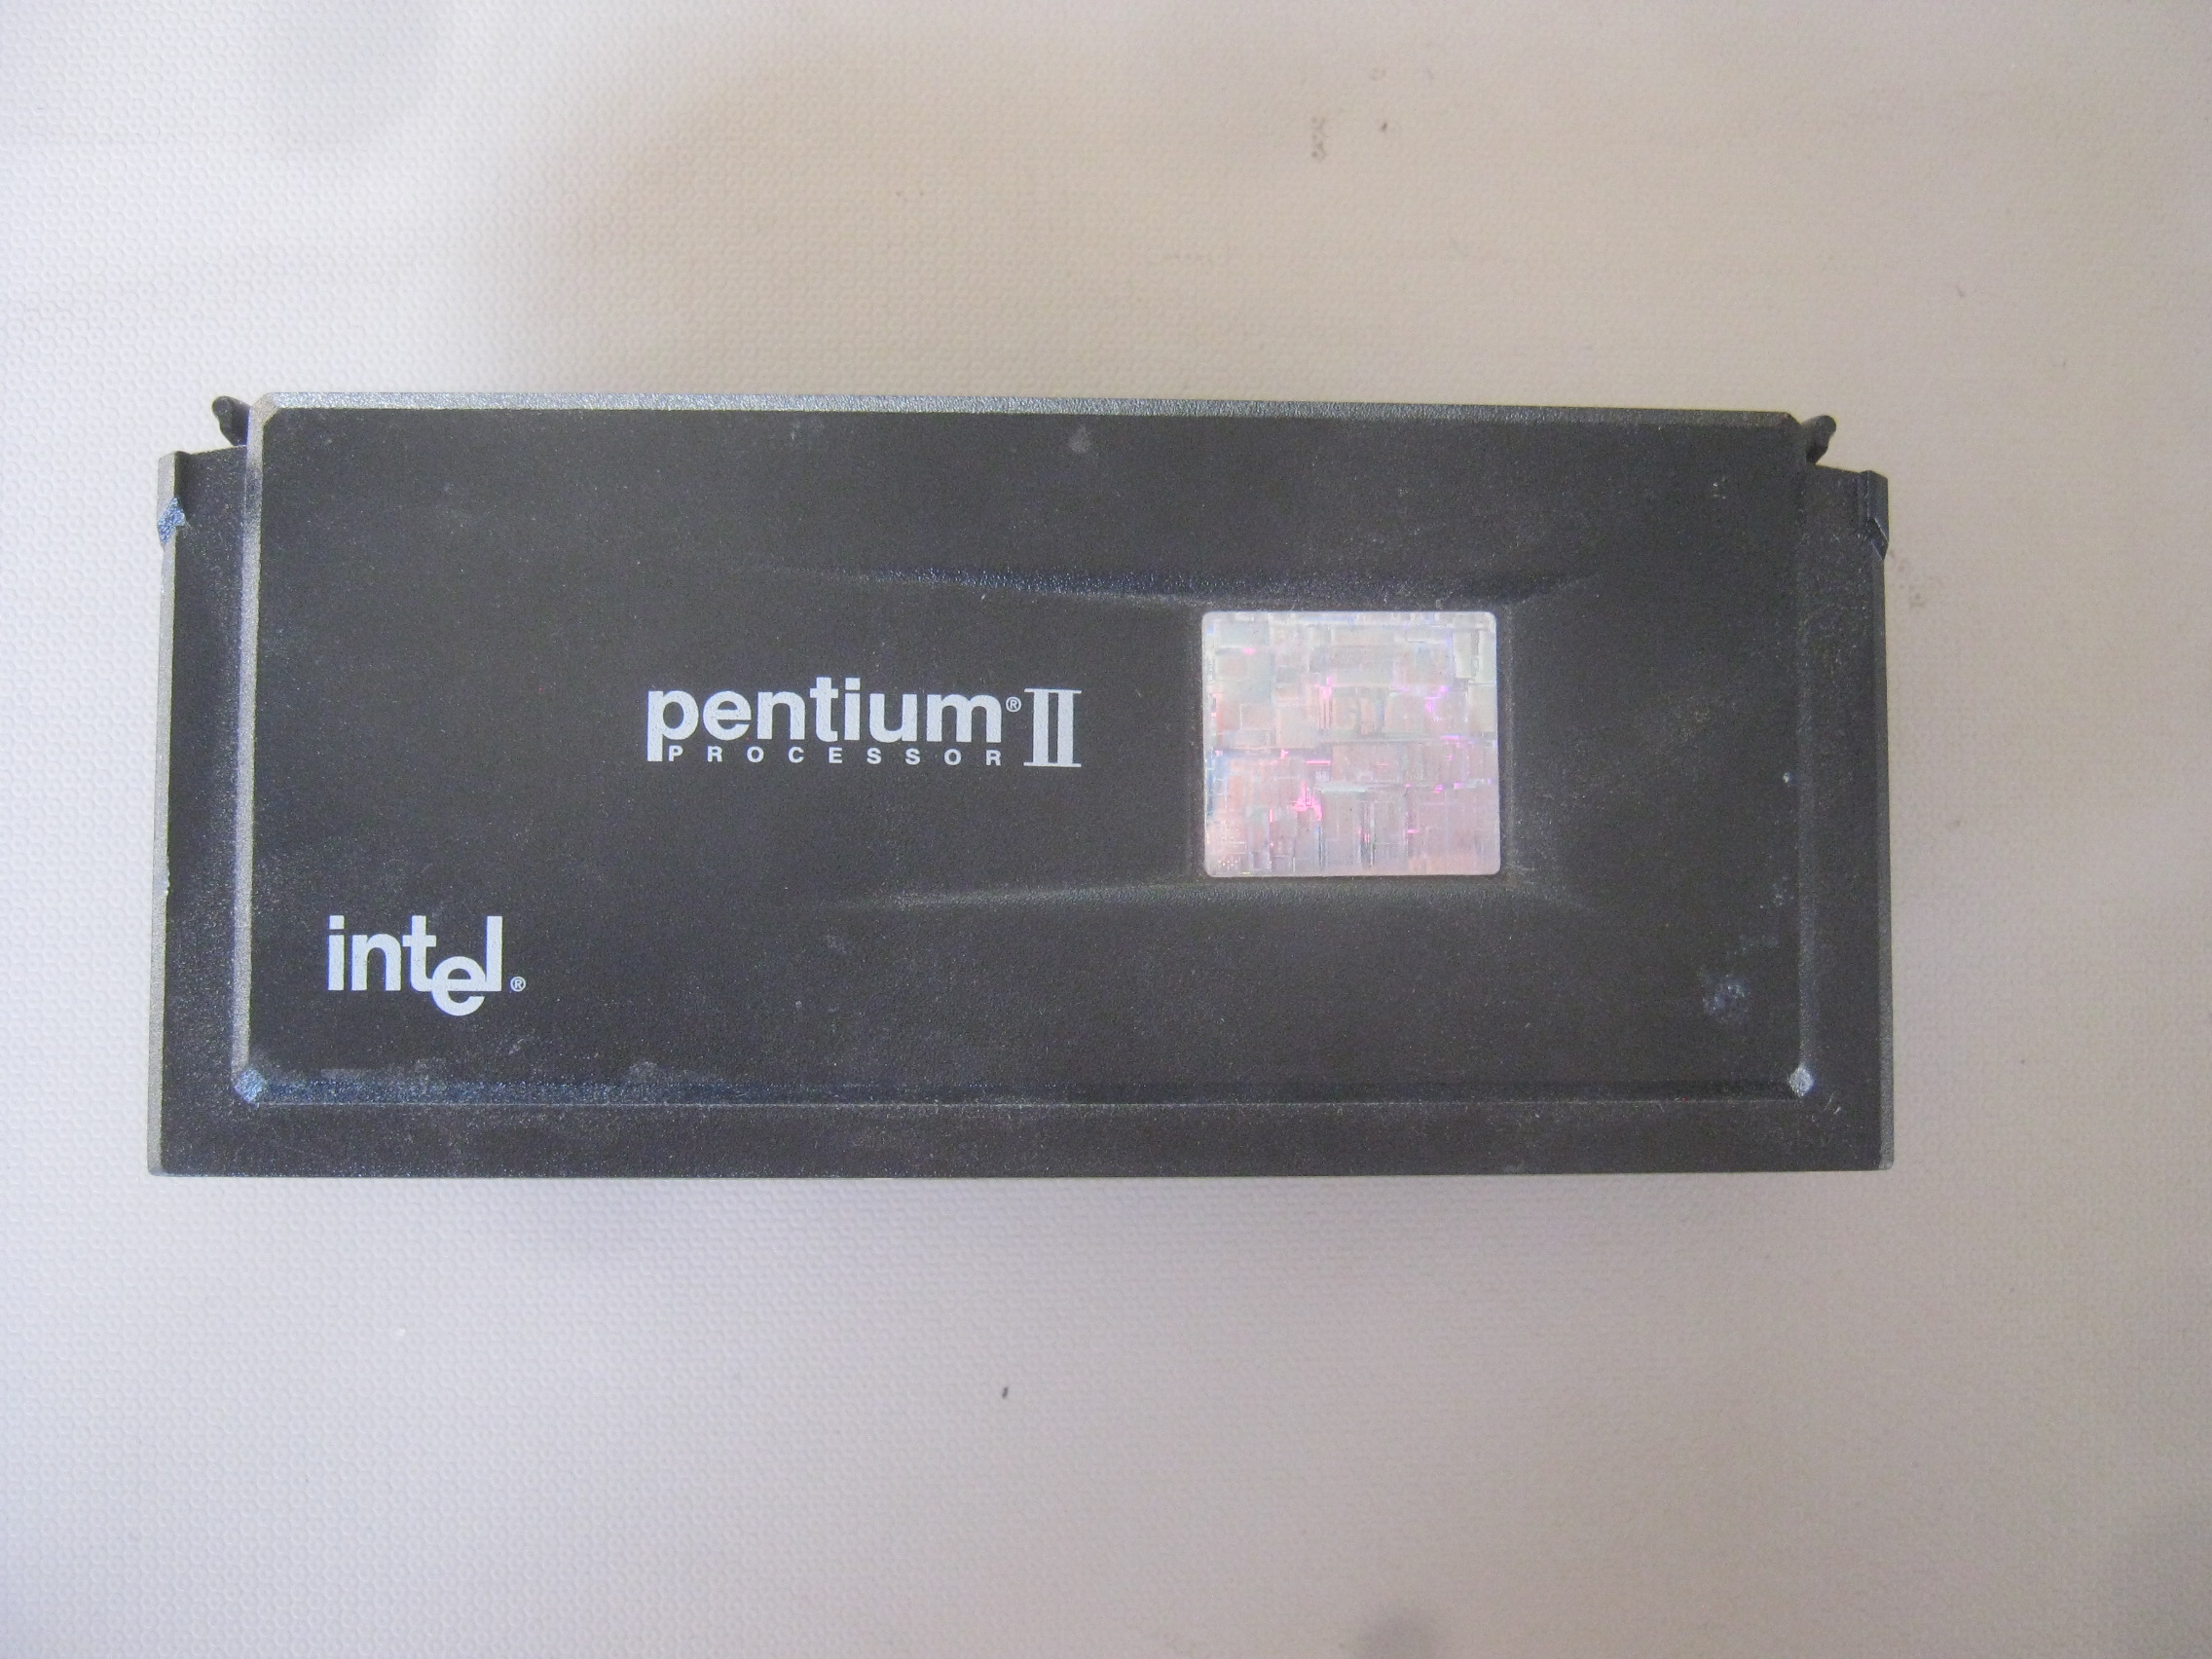 pentium® II
PROCESSOR
intel®